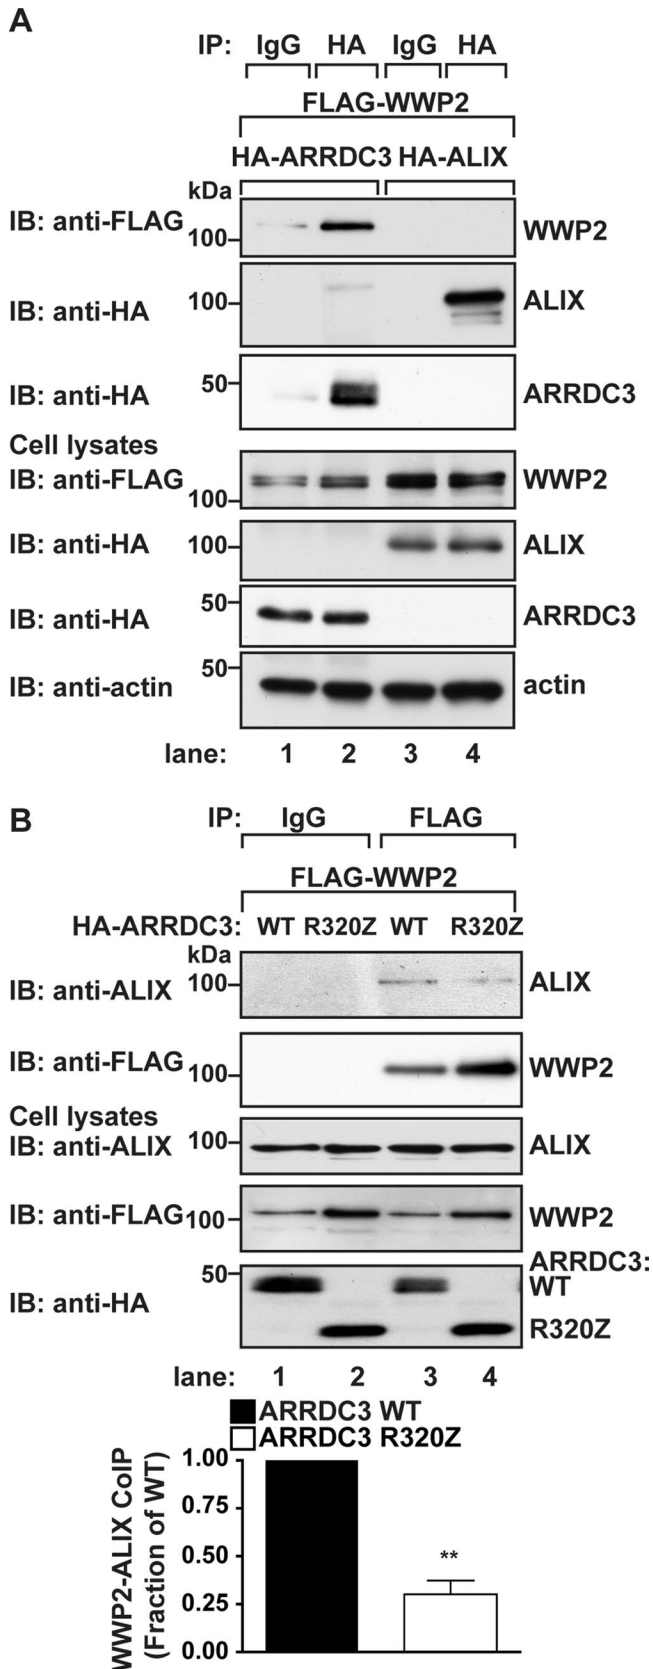 A
IP: IgG HA IgG HA
FLAG-WWP2
HA-ARRDC3 HA-ALIX
kDa
IB: anti-FLAG 100 WWP2
IB: anti-HA 100 ALIX
IB: anti-HA 50 ARRDC3
Cell lysates
IB: anti-FLAG 100 WWP2
IB: anti-HA 100 ALIX
IB: anti-HA 50 ARRDC3
IB: anti-actin 50 actin
lane: 1 2 3 4
B
IP: IgG FLAG
FLAG-WWP2
HA-ARRDC3: WT R320Z WT R320Z
kDa
IB: anti-ALIX 100 ALIX
IB: anti-FLAG 100 WWP2
Cell lysates
IB: anti-ALIX 100 ALIX
IB: anti-FLAG 100 WWP2
ARRDC3:
50 WT
IB: anti-HA
R320Z
lane: 1 2 3 4
ARRDC3 WT
ARRDC3 R320Z
WWP2-ALIX CoIP
(Fraction of WT)
1.00
0.75
0.50
**
0.25
0.00